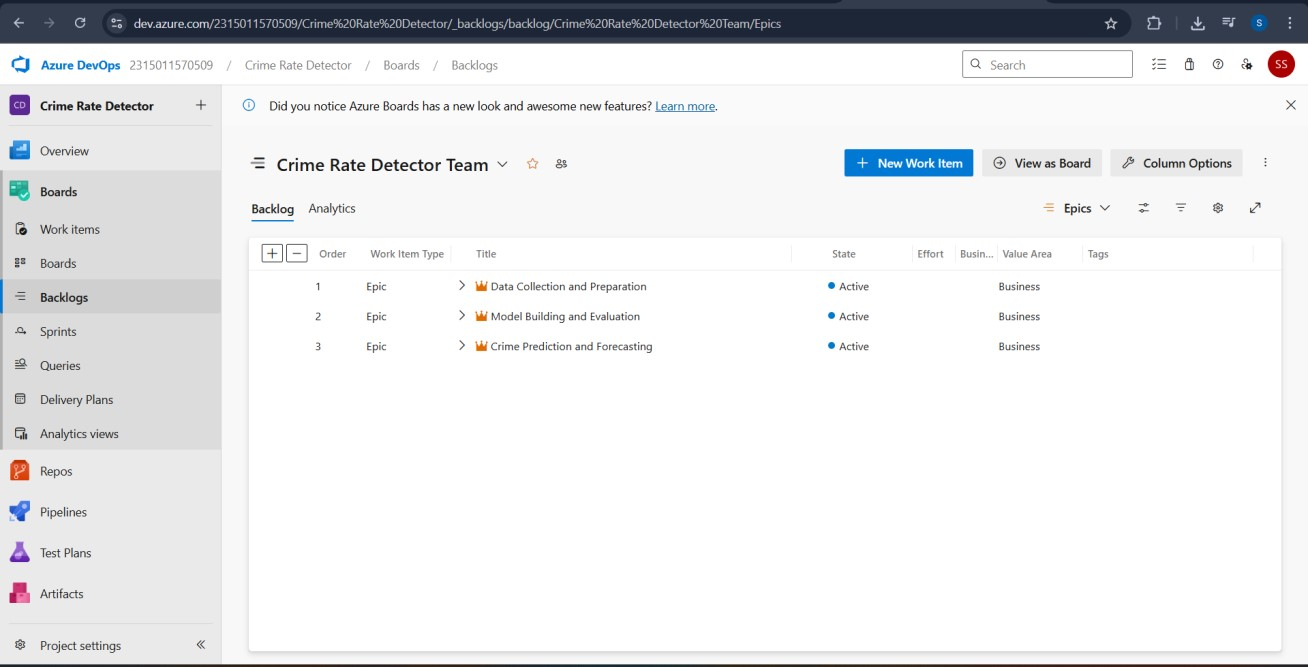 dev.azure.com/2315011570509/Crime%20Rate%20Detector/_backlogs/backlog/Crime%20Rate%20Detector%20Team/Epics
S
Azure DevOps 2315011570509 / Crime Rate Detector / Boards / Backlogs
Search
SS
CD Crime Rate Detector
Did you notice Azure Boards has a new look and awesome new features? Learn more.
Overview
Boards
Work items
Boards
Backlogs
Sprints
Queries
Delivery Plans
Analytics views
Repos
Pipelines
Test Plans
Artifacts
Project settings
Crime Rate Detector Team
New Work Item
View as Board
Column Options
Backlog Analytics
Epics
Order Work Item Type Title State Effort Busin... Value Area Tags
1 Epic Data Collection and Preparation Active Business
2 Epic Model Building and Evaluation Active Business
3 Epic Crime Prediction and Forecasting Active Business